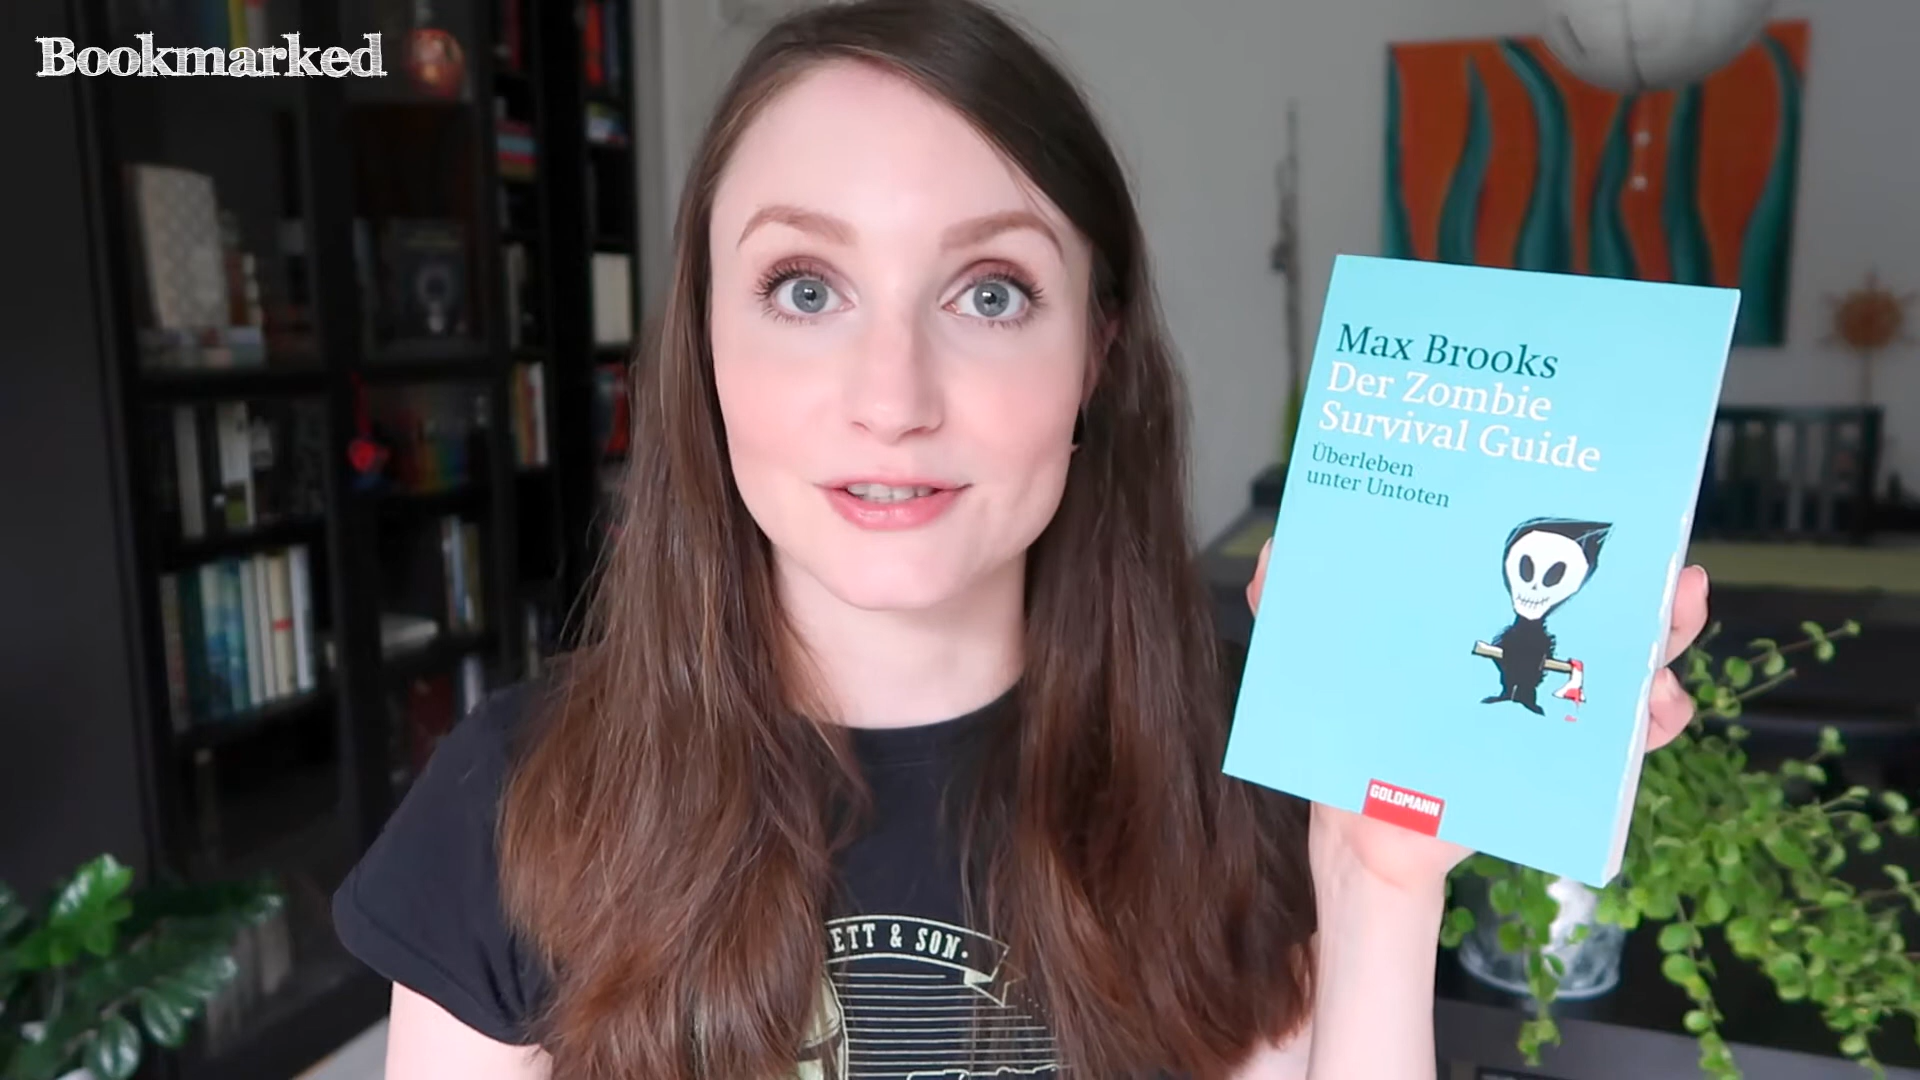 Bookmarked
Max Brooks
Der Zombie
Survival Guide
Überleben
unter Untoten
GOLDMANN
ETT & SON.